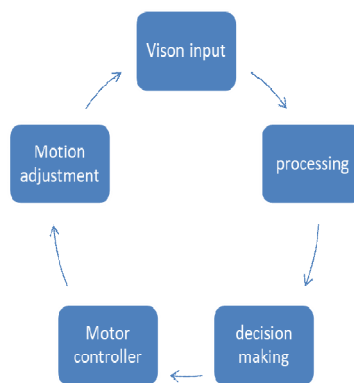 Vison input
processing
decision
making
Motor
controller
Motion
adjustment